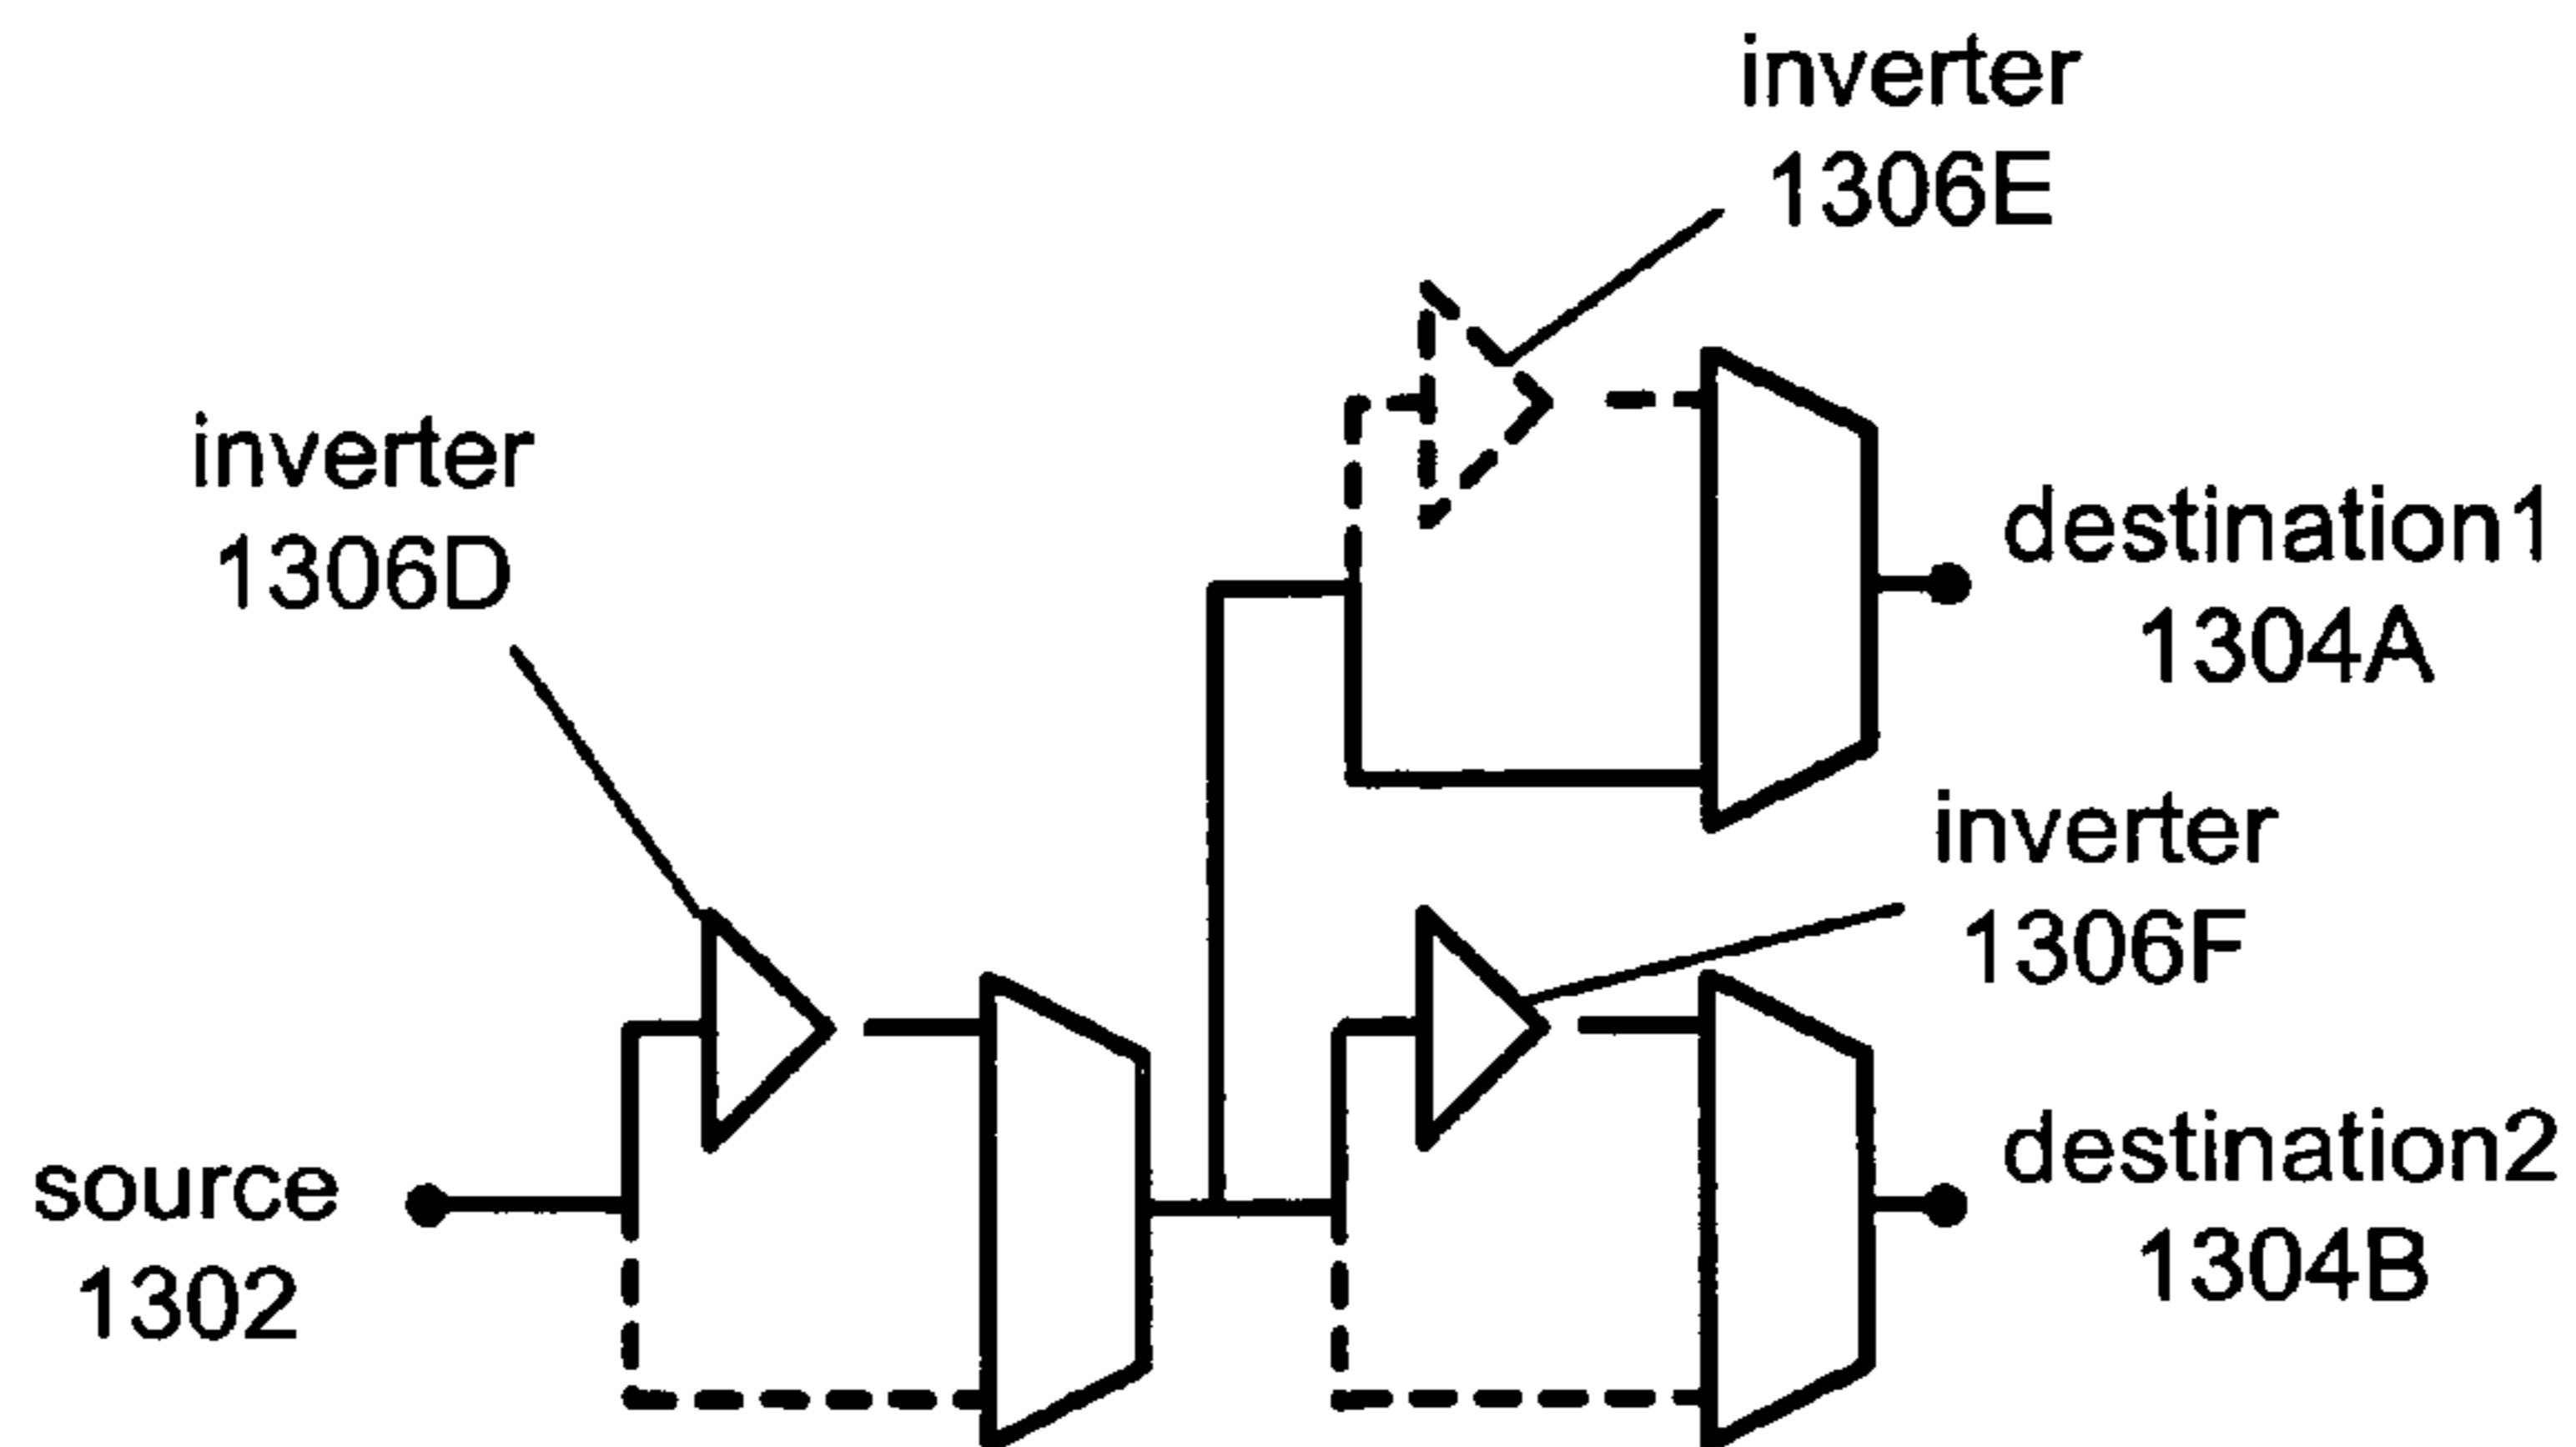 inverter
1306E
inverter
1306D
destination1
1304A
inverter
1306F
source
1302
destination2
1304B